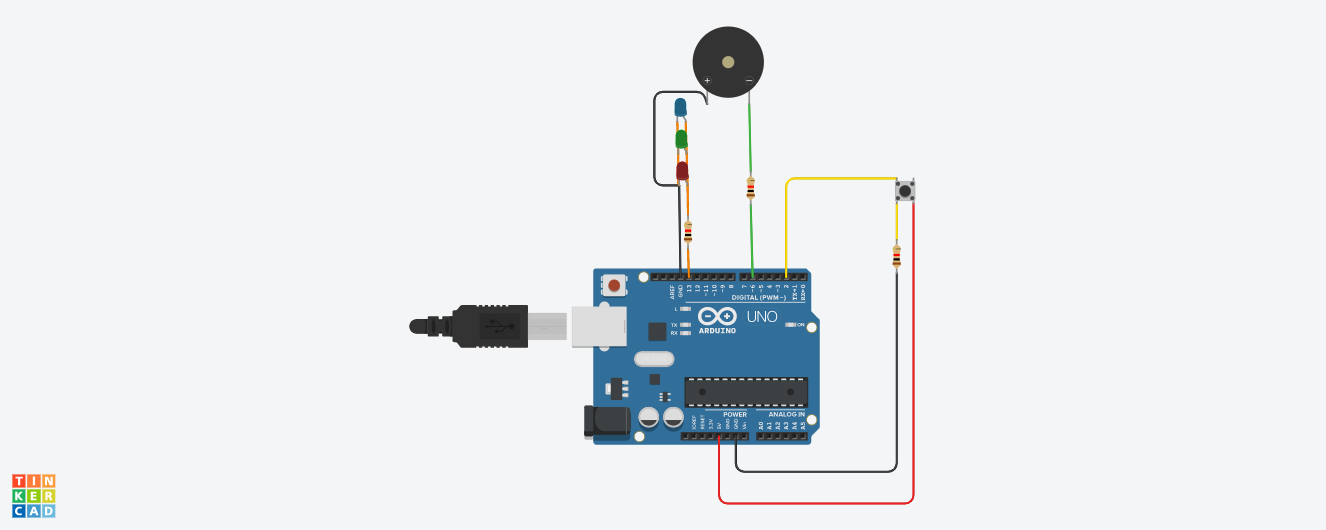 + −
AREF
GND
13
12
~11
~10
~9
8
7
~6
~5
4
~3
2
TX→1
RX←0
DIGITAL (PWM~)
L
TX
RX
UNO
ON
ARDUINO
POWER
ANALOG IN
IOREF
RESET
3.3V
5V
GND
GND
Vin
A0
A1
A2
A3
A4
A5
TIN
KER
CAD